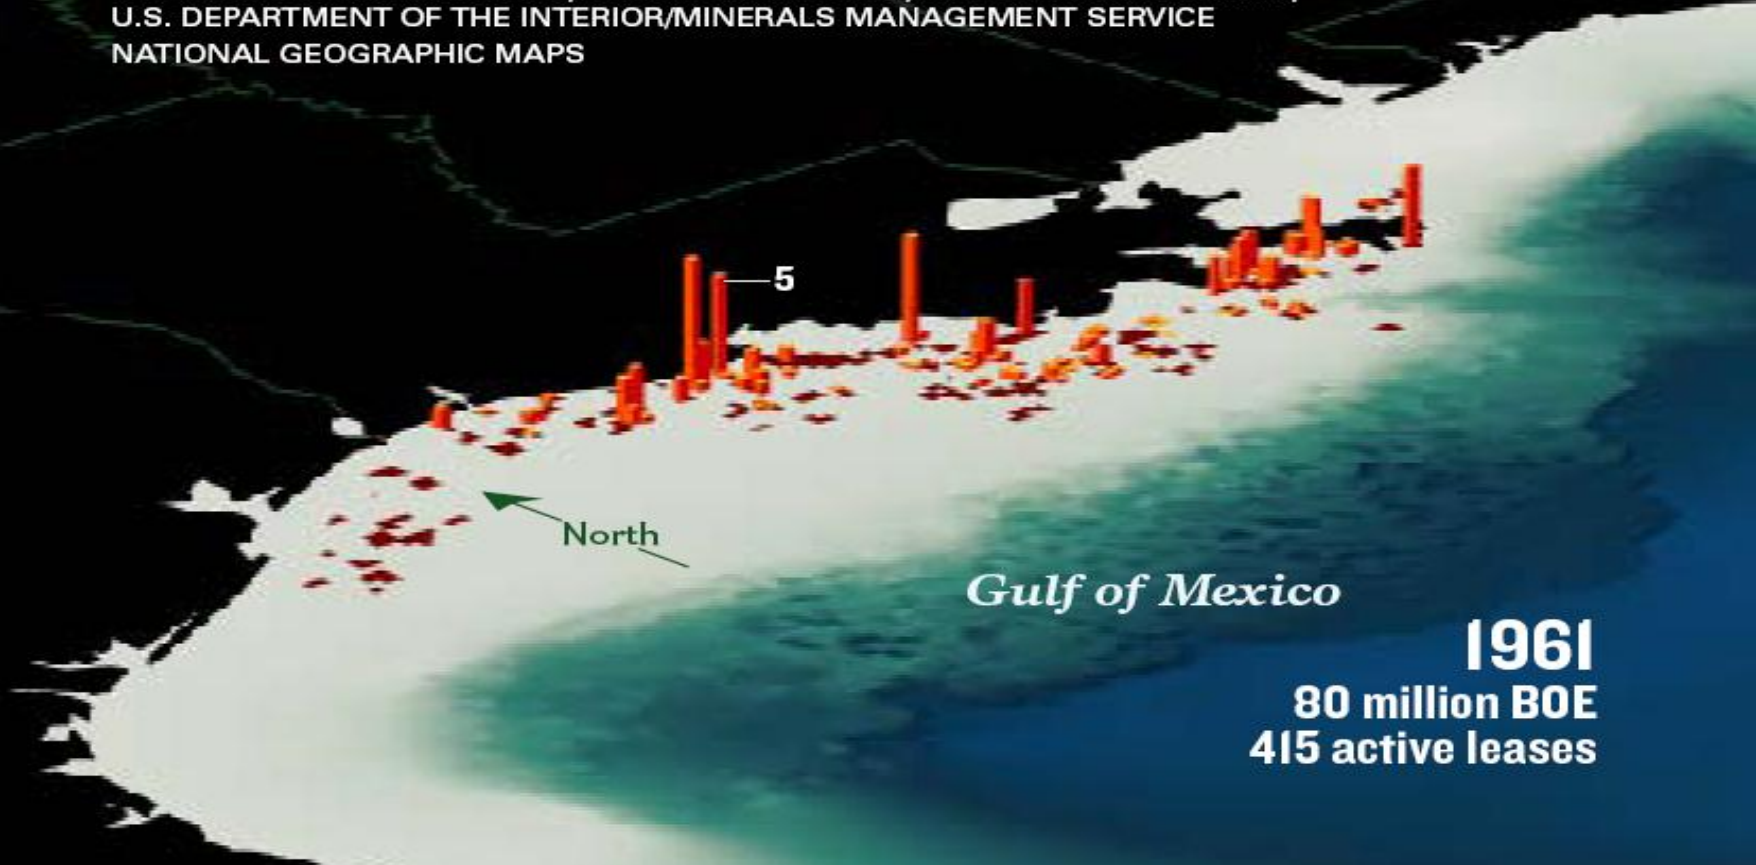 U.S. DEPARTMENT OF THE INTERIOR/MINERALS MANAGEMENT SERVICE
NATIONAL GEOGRAPHIC MAPS
5
North
Gulf of Mexico
1961
80 million BOE
415 active leases